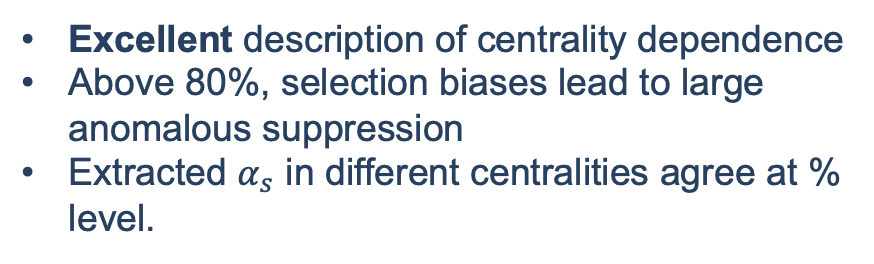 • Excellent description of centrality dependence
• Above 80%, selection biases lead to large
anomalous suppression
• Extracted αₛ in different centralities agree at %
level.